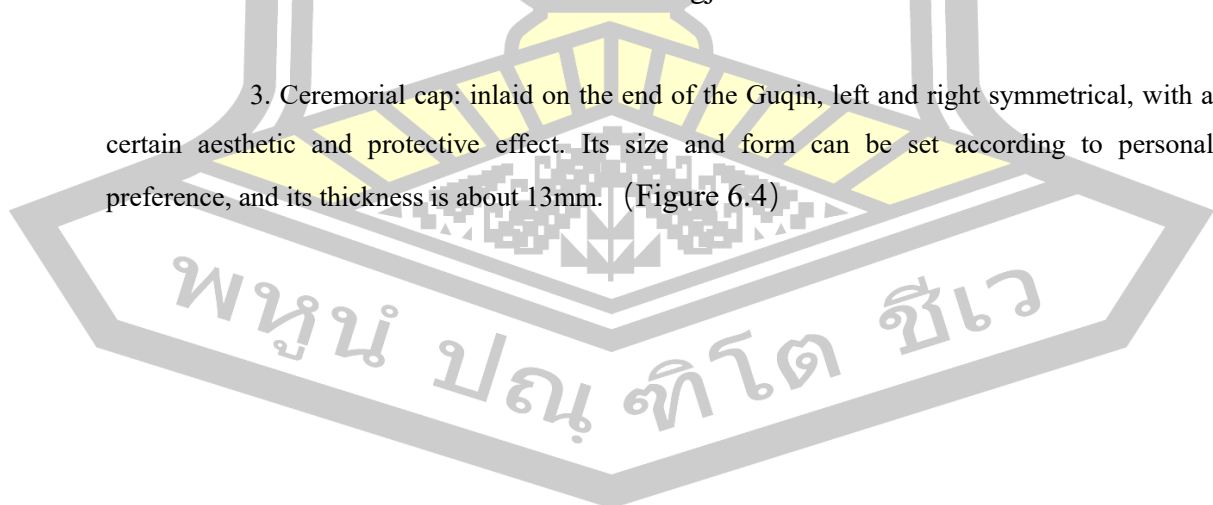 3. Ceremorial cap: inlaid on the end of the Guqin, left and right symmetrical, with a
certain aesthetic and protective effect. Its size and form can be set according to personal
preference, and its thickness is about 13mm. (Figure 6.4)
พหูนํ ปณฺฑิโต ชีเว